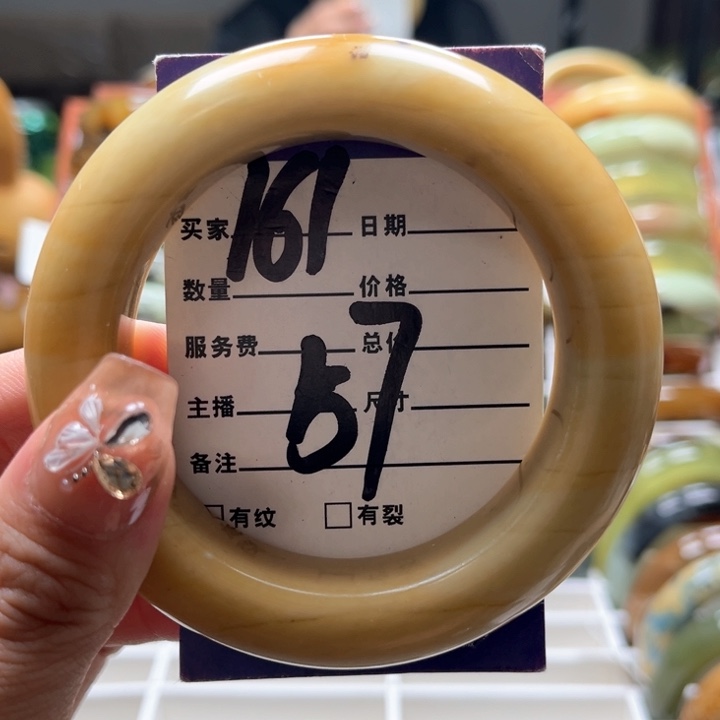 161
买家 日期
数量 价格
服务费 总价
57
主播 尺寸
备注
□有纹 □有裂